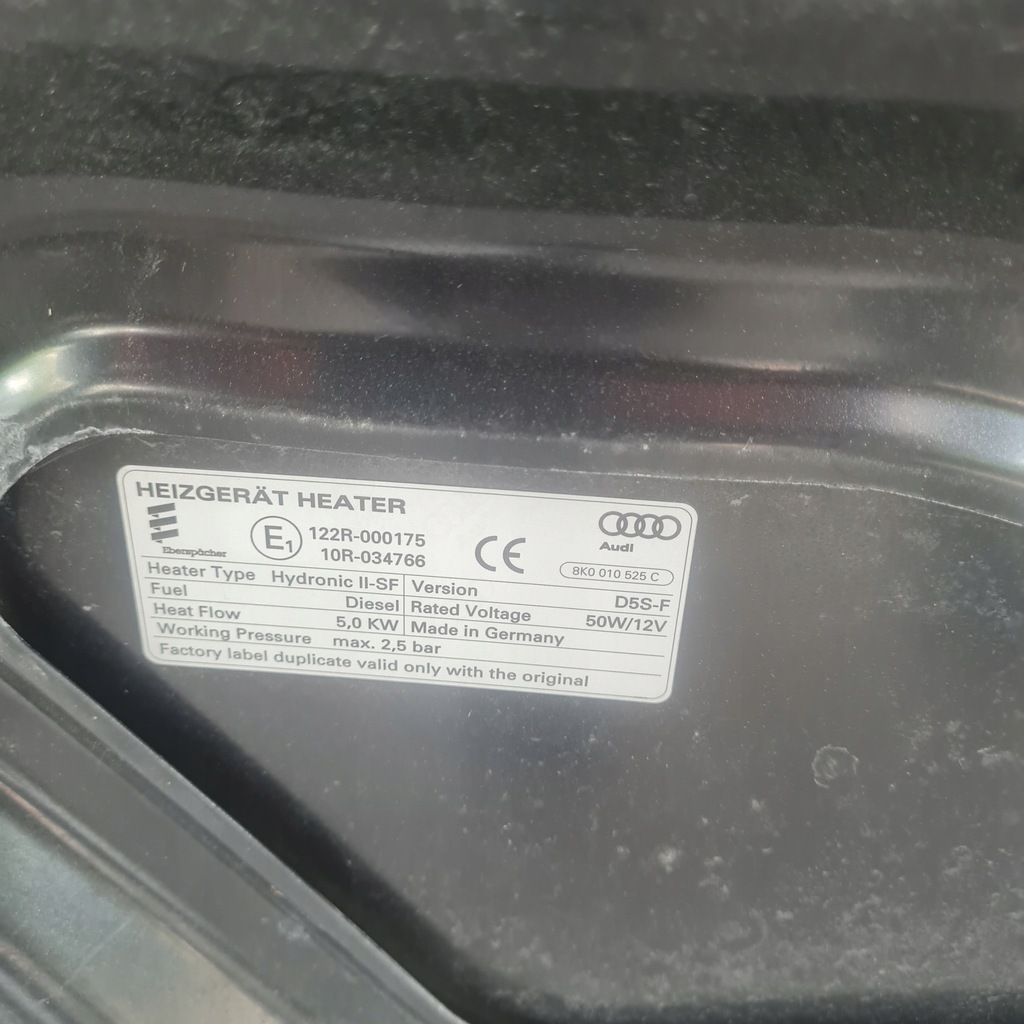 HEIZGERÄT HEATER
Eberspächer
E1
122R-000175
10R-034766
CE
Audi
8K0 010 525 C
Heater Type Hydronic II-SF Version D5S-F
Fuel Diesel Rated Voltage 50W/12V
Heat Flow 5,0 KW Made in Germany
Working Pressure max. 2,5 bar
Factory label duplicate valid only with the original